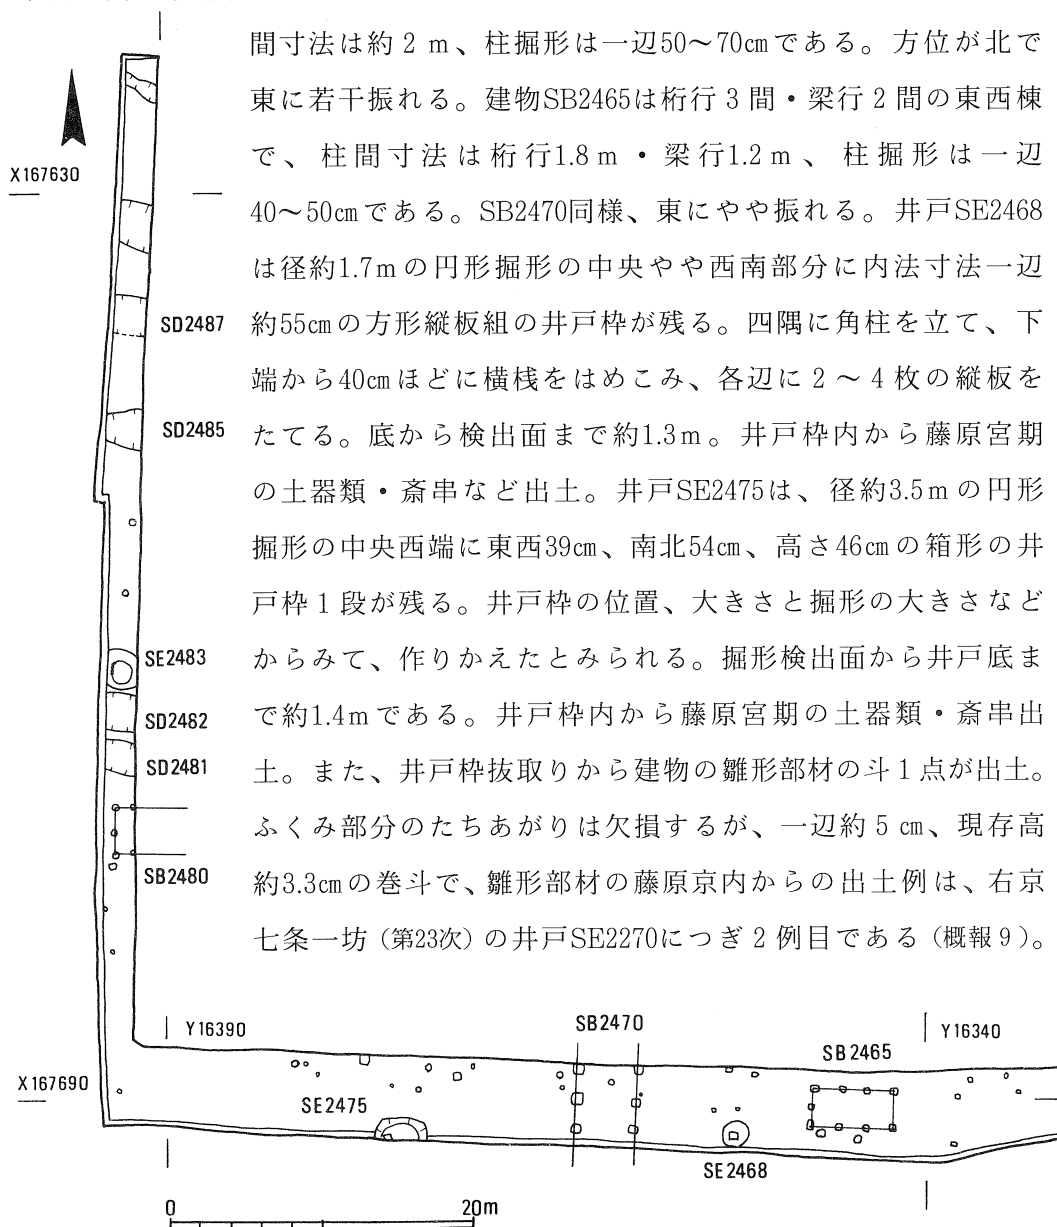 間寸法は約２ｍ、柱掘形は一辺50～70㎝である。方位が北で
東に若干振れる。建物SB2465は桁行３間・梁行２間の東西棟
で、柱間寸法は桁行1.8ｍ・梁行1.2ｍ、柱掘形は一辺
40～50㎝である。SB2470同様、東にやや振れる。井戸SE2468
は径約1.7ｍの円形掘形の中央やや西南部分に内法寸法一辺
約55㎝の方形縦板組の井戸枠が残る。四隅に角柱を立て、下
端から40㎝ほどに横桟をはめこみ、各辺に２～４枚の縦板を
たてる。底から検出面まで約1.3ｍ。井戸枠内から藤原宮期
の土器類・斎串など出土。井戸SE2475は、径約3.5ｍの円形
掘形の中央西端に東西39㎝、南北54㎝、高さ46㎝の箱形の井
戸枠１段が残る。井戸枠の位置、大きさと掘形の大きさなど
からみて、作りかえたとみられる。掘形検出面から井戸底ま
で約1.4ｍである。井戸枠内から藤原宮期の土器類・斎串出
土。また、井戸枠抜取りから建物の雛形部材の斗１点が出土。
ふくみ部分のたちあがりは欠損するが、一辺約５㎝、現存高
約3.3㎝の巻斗で、雛形部材の藤原京内からの出土例は、右京
七条一坊（第23次）の井戸SE2270につぎ２例目である（概報９）。
X167630
SD2487
SD2485
SE2483
SD2482
SD2481
SB2480
Y16390
SB2470
Y16340
SB2465
X167690
SE2475
SE2468
0
20m